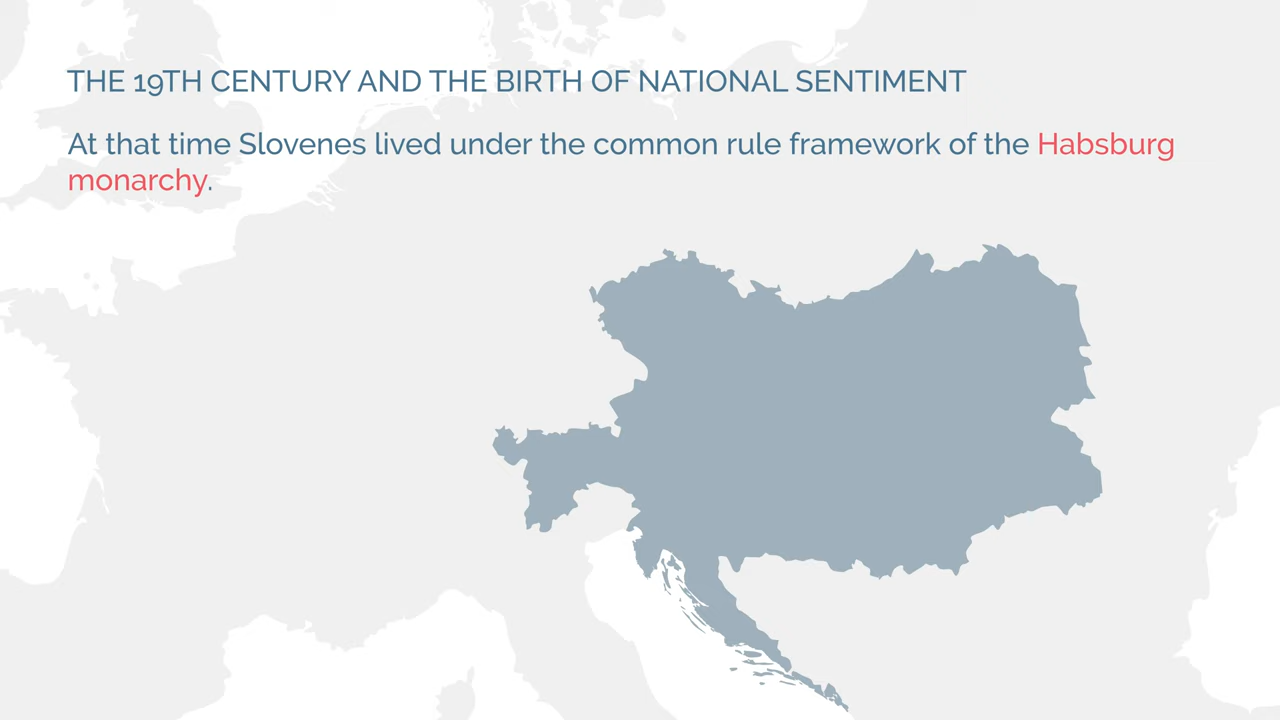 THE 19TH CENTURY AND THE BIRTH OF NATIONAL SENTIMENT
At that time Slovenes lived under the common rule framework of the Habsburg
monarchy.